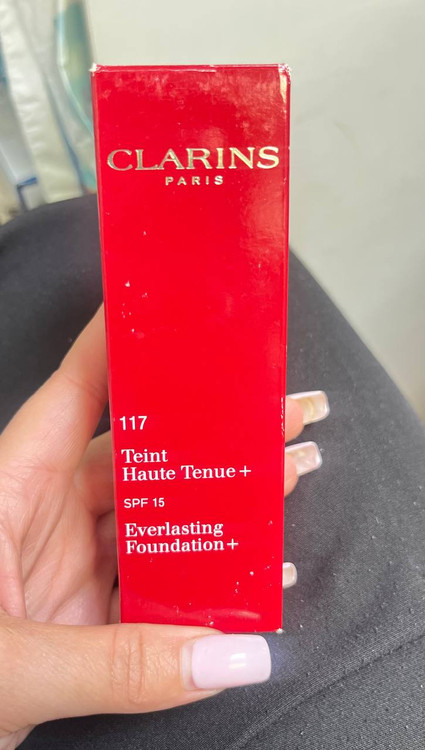 CLARINS
PARIS
117
Teint
Haute Tenue+
SPF 15
Everlasting
Foundation+